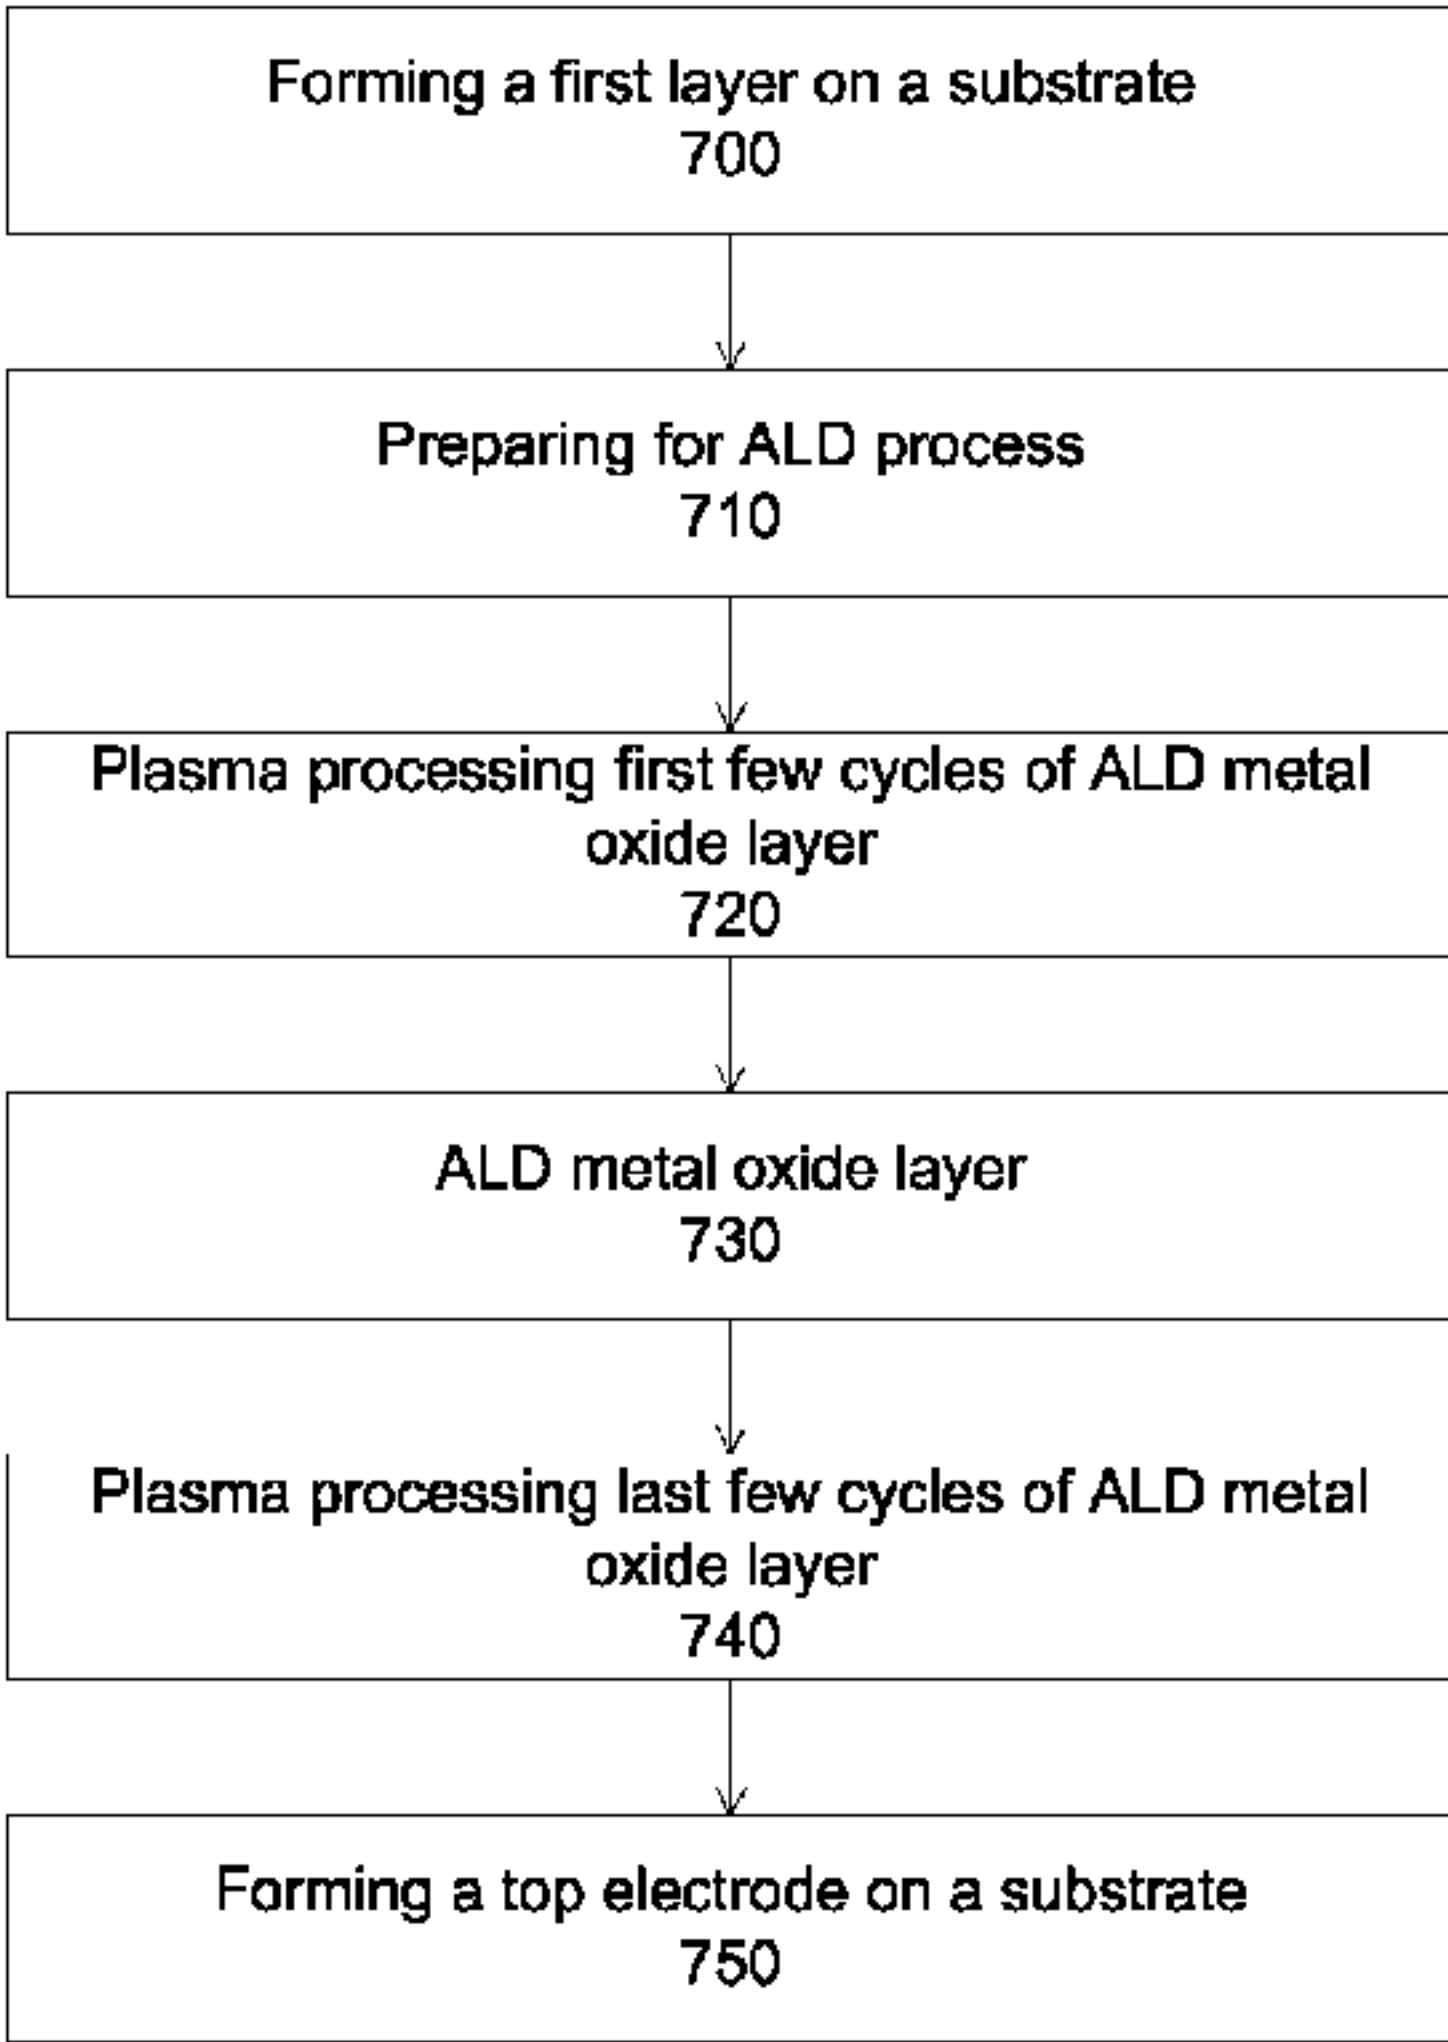 Forming a first layer on a substrate
700
Preparing for ALD process
710
Plasma processing first few cycles of ALD metal
oxide layer
720
ALD metal oxide layer
730
Plasma processing last few cycles of ALD metal
oxide layer
740
Forming a top electrode on a substrate
750